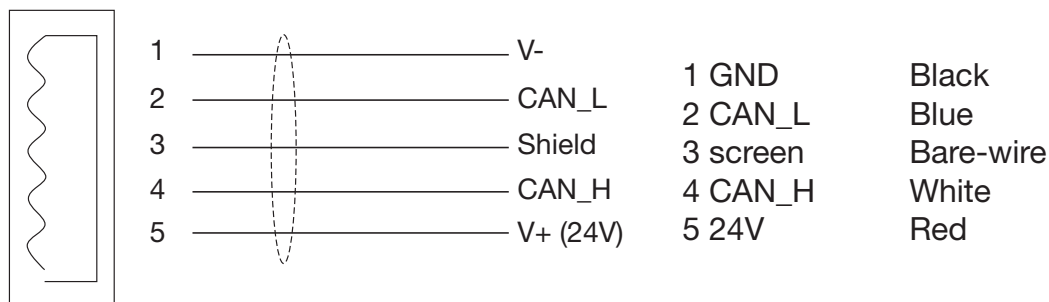 1 V-
2 CAN_L
3 Shield
4 CAN_H
5 V+ (24V)
1 GND Black
2 CAN_L Blue
3 screen Bare-wire
4 CAN_H White
5 24V Red